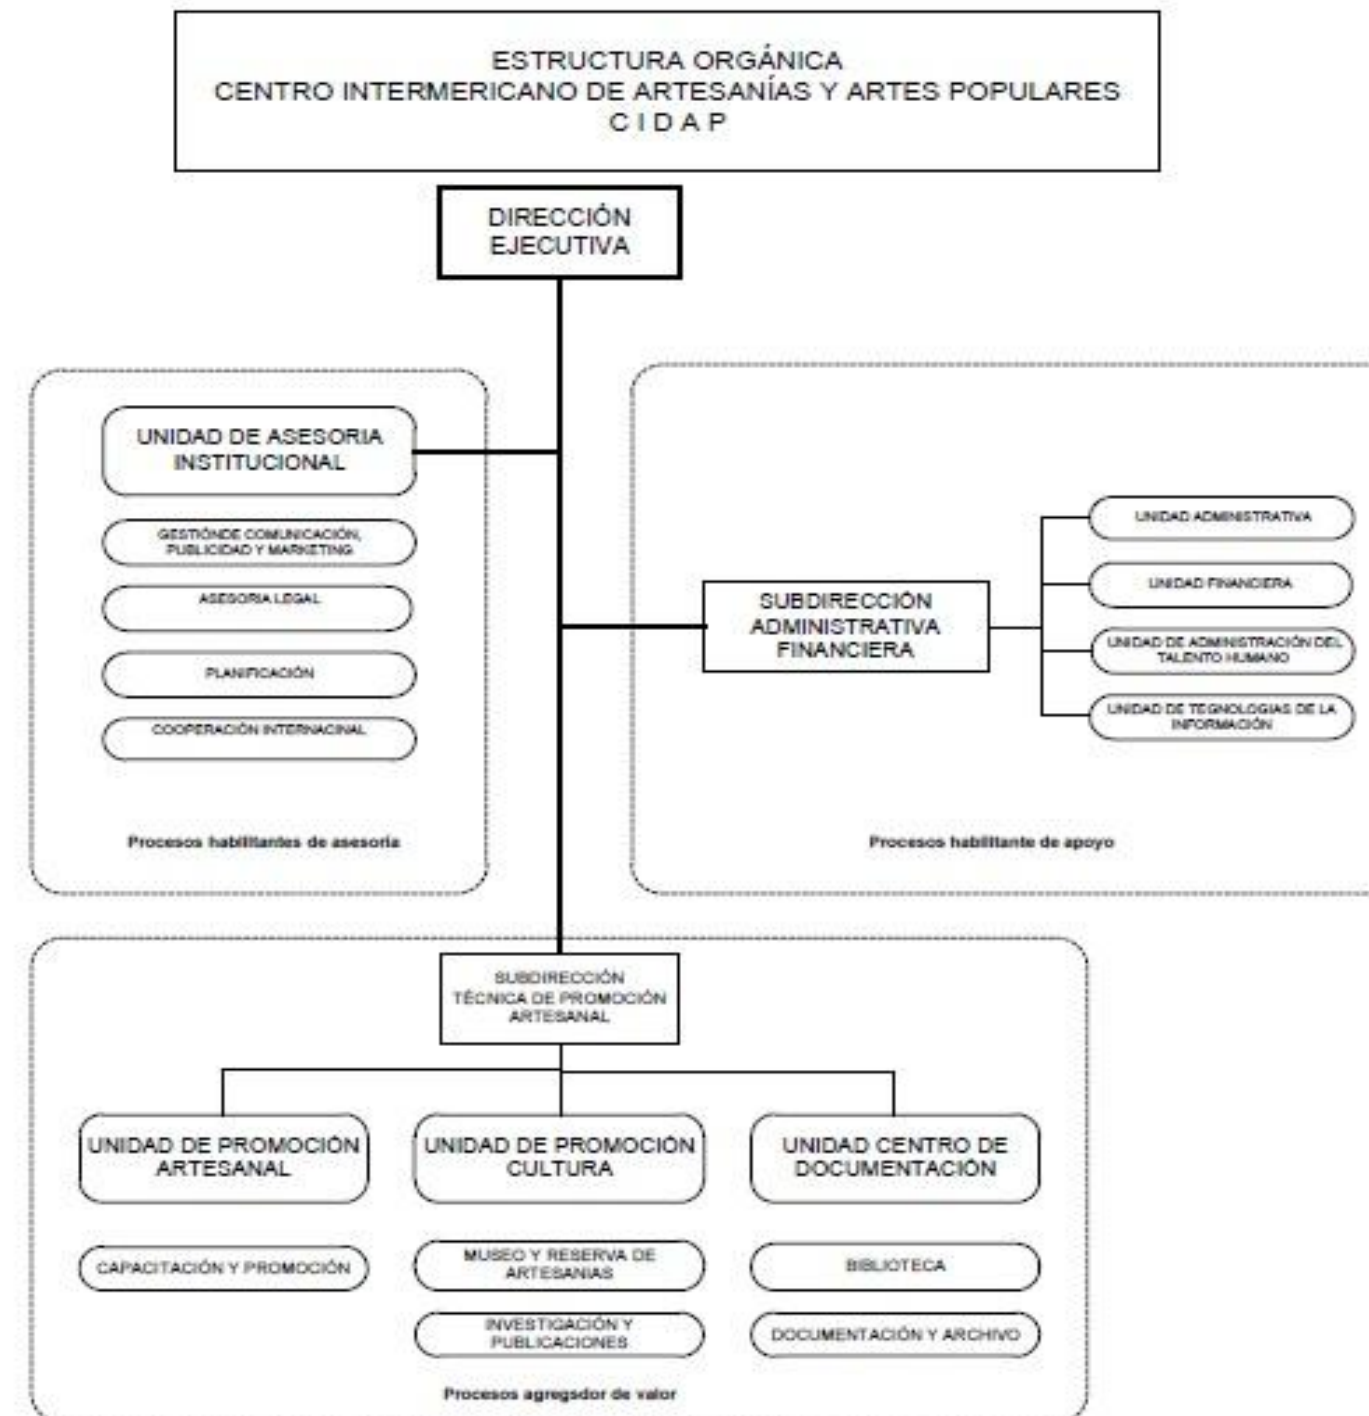 ESTRUCTURA ORGÁNICA
CENTRO INTERMERICANO DE ARTESANÍAS Y ARTES POPULARES
C I D A P
DIRECCIÓN
EJECUTIVA
UNIDAD DE ASESORIA
INSTITUCIONAL
GESTIÓNDE COMUNICACIÓN,
PUBLICIDAD Y MARKETING
ASESORIA LEGAL
PLANIFICACIÓN
COOPERACIÓN INTERNACINAL
Procesos habilitantes de asesoría
SUBDIRECCIÓN
ADMINISTRATIVA
FINANCIERA
UNIDAD ADMINISTRATIVA
UNIDAD FINANCIERA
UNIDAD DE ADMINISTRACIÓN DEL
TALENTO HUMANO
UNIDAD DE TEGNOLOGIAS DE LA
INFORMACIÓN
Procesos habilitante de apoyo
SUBDIRECCIÓN
TÉCNICA DE PROMOCIÓN
ARTESANAL
UNIDAD DE PROMOCIÓN
ARTESANAL
CAPACITACIÓN Y PROMOCIÓN
UNIDAD DE PROMOCIÓN
CULTURA
MUSEO Y RESERVA DE
ARTESANIAS
INVESTIGACIÓN Y
PUBLICACIONES
UNIDAD CENTRO DE
DOCUMENTACIÓN
BIBLIOTECA
DOCUMENTACIÓN Y ARCHIVO
Procesos agregsdor de valor